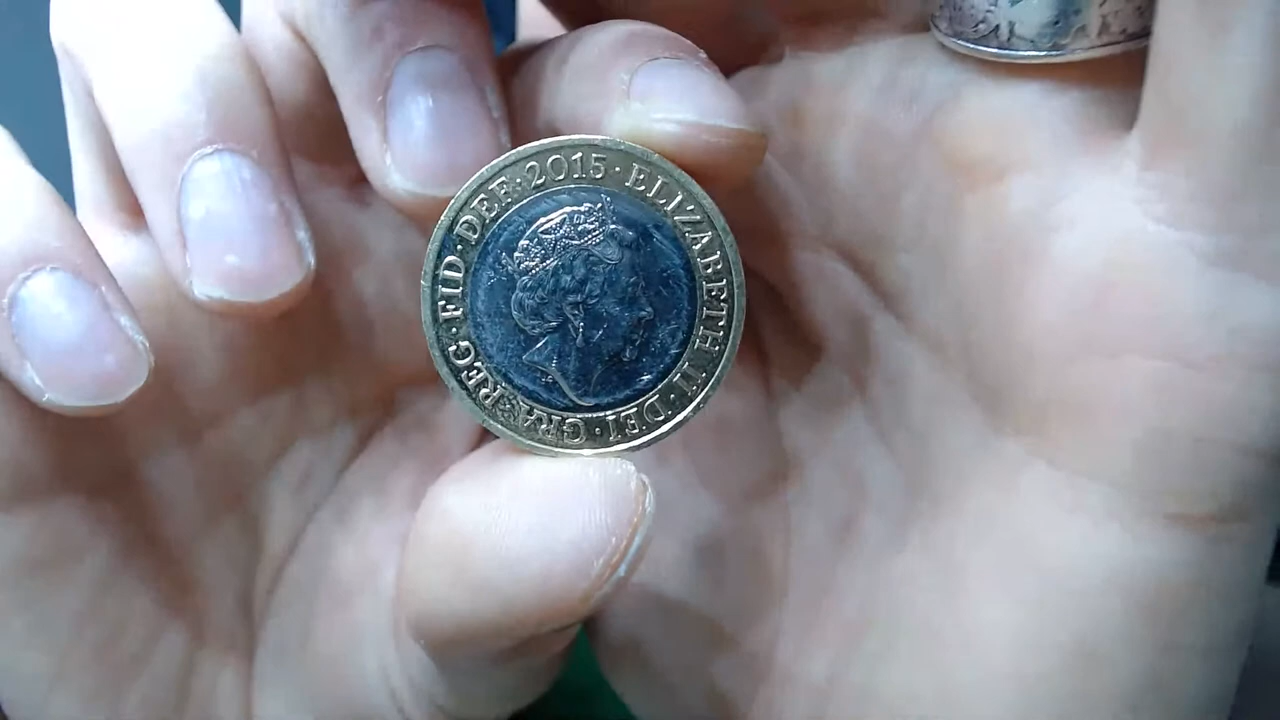 ELIZABETH II · DEI · GRA · REG · FID · DEF · 2015 ·